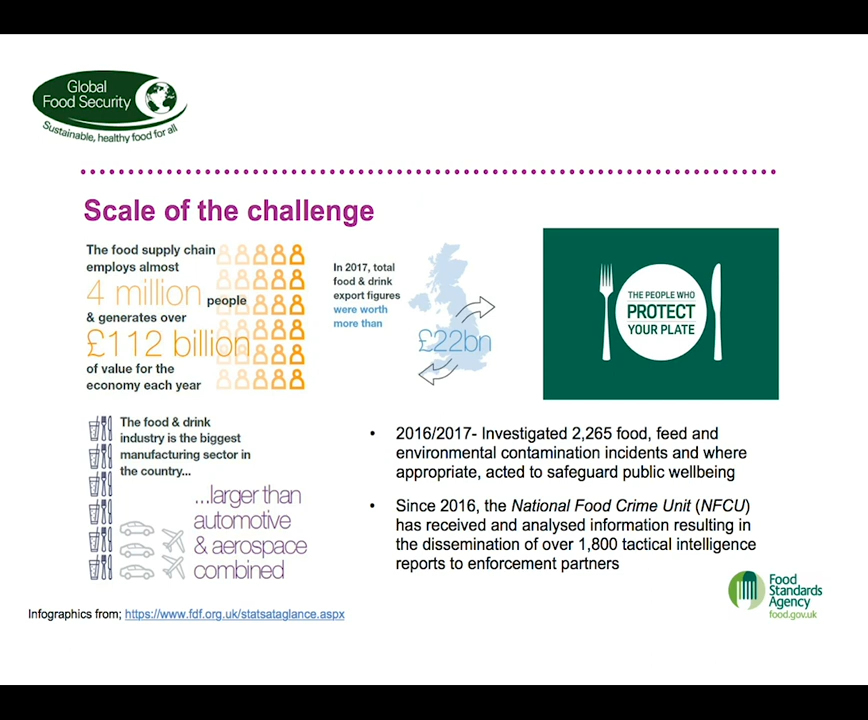 Global
Food Security
Sustainable, healthy food for all
Scale of the challenge
The food supply chain
employs almost
4 million people
& generates over
£112 billion
of value for the
economy each year
In 2017, total
food & drink
export figures
were worth
more than
£22bn
THE PEOPLE WHO
PROTECT
YOUR PLATE
The food & drink
industry is the biggest
manufacturing sector in
the country...
...larger than
automotive
& aerospace
combined
• 2016/2017- Investigated 2,265 food, feed and
environmental contamination incidents and where
appropriate, acted to safeguard public wellbeing
• Since 2016, the National Food Crime Unit (NFCU)
has received and analysed information resulting in
the dissemination of over 1,800 tactical intelligence
reports to enforcement partners
Food
Standards
Agency
food.gov.uk
Infographics from; https://www.fdf.org.uk/statsataglance.aspx